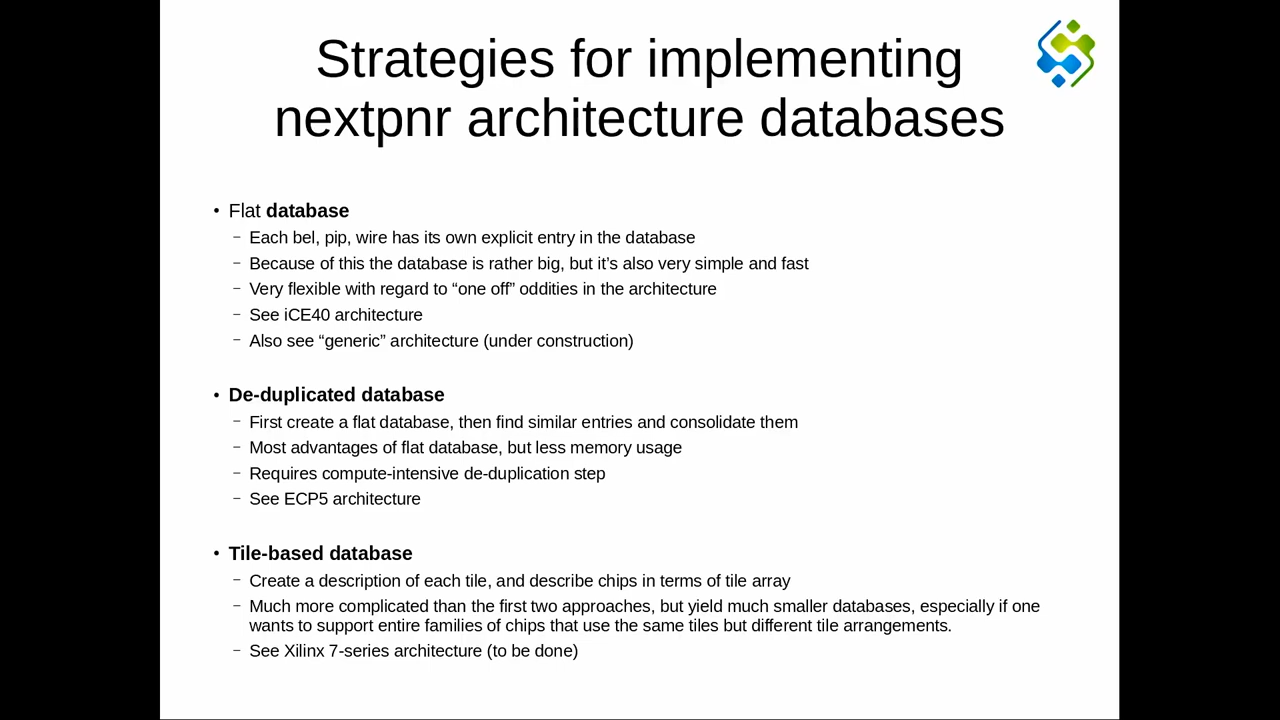 Strategies for implementing
nextpnr architecture databases
• Flat database
– Each bel, pip, wire has its own explicit entry in the database
– Because of this the database is rather big, but it’s also very simple and fast
– Very flexible with regard to “one off” oddities in the architecture
– See iCE40 architecture
– Also see “generic” architecture (under construction)
• De-duplicated database
– First create a flat database, then find similar entries and consolidate them
– Most advantages of flat database, but less memory usage
– Requires compute-intensive de-duplication step
– See ECP5 architecture
• Tile-based database
– Create a description of each tile, and describe chips in terms of tile array
– Much more complicated than the first two approaches, but yield much smaller databases, especially if one
wants to support entire families of chips that use the same tiles but different tile arrangements.
– See Xilinx 7-series architecture (to be done)